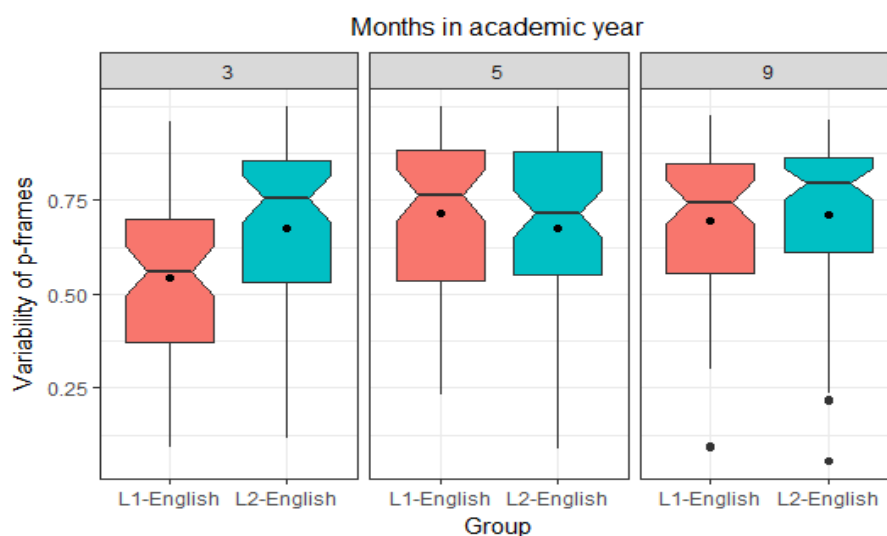 Months in academic year
3 5 9
Variability of p-frames
0.75
0.50
0.25
L1-English L2-English L1-English L2-English L1-English L2-English
Group